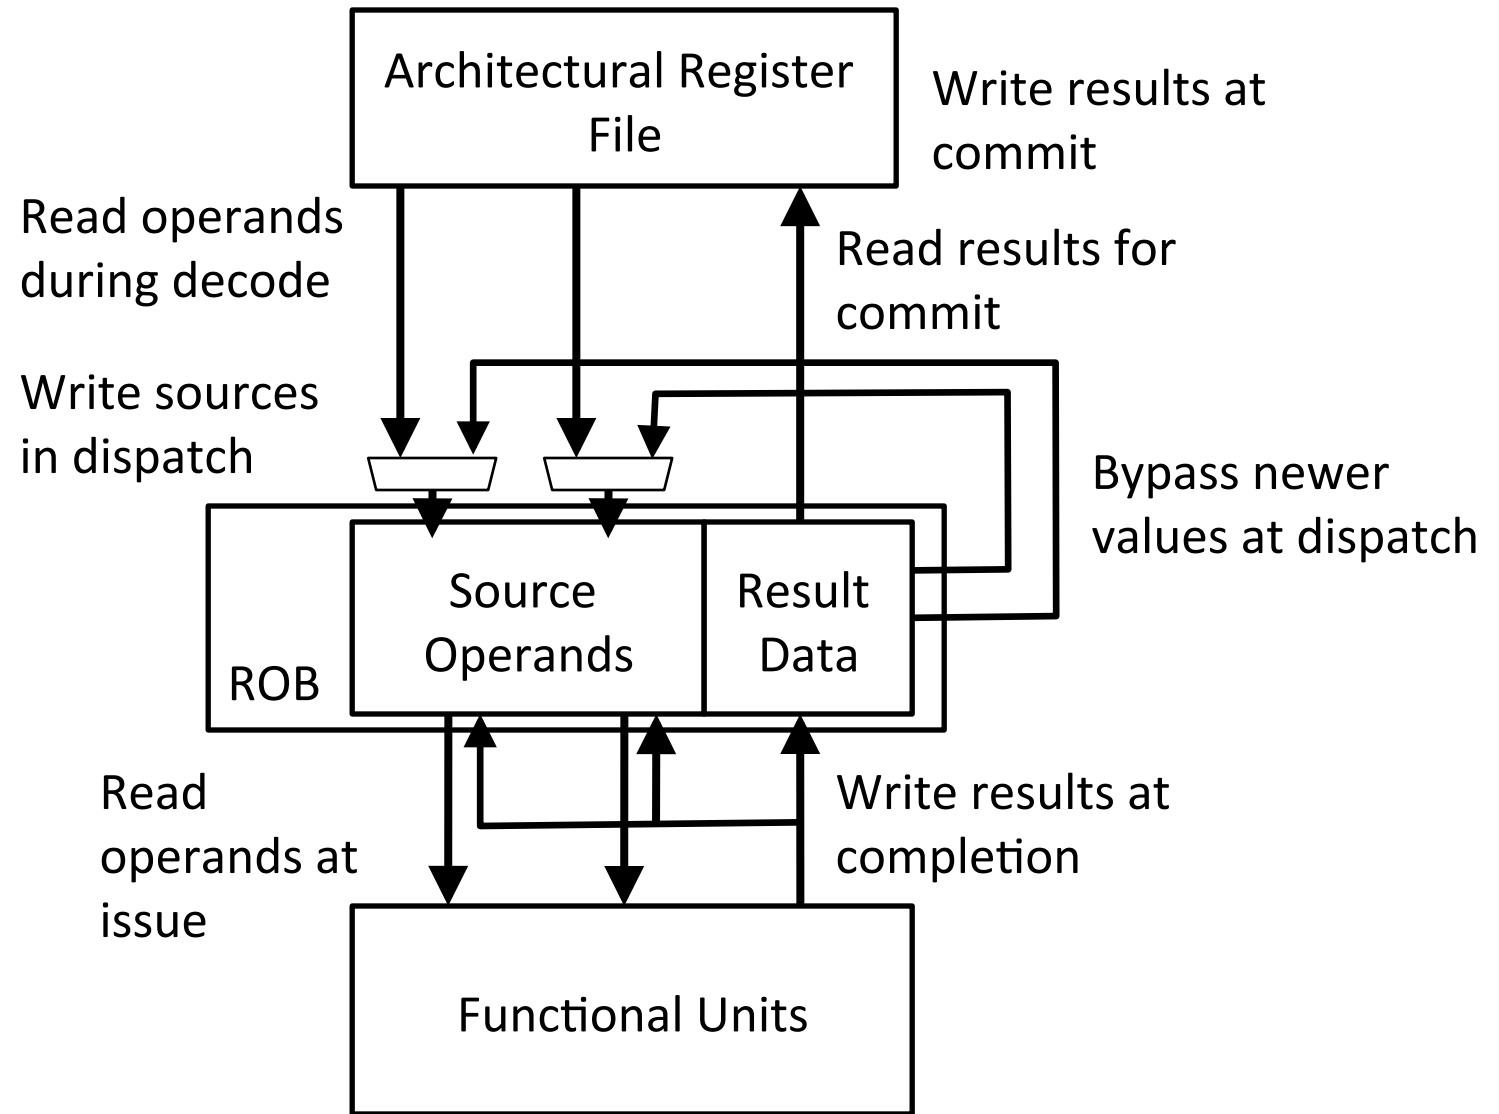 Architectural Register
File
Write results at
commit
Read operands
during decode
Read results for
commit
Write sources
in dispatch
Bypass newer
values at dispatch
Source
Operands
Result
Data
ROB
Read
operands at
issue
Write results at
completion
Functional Units